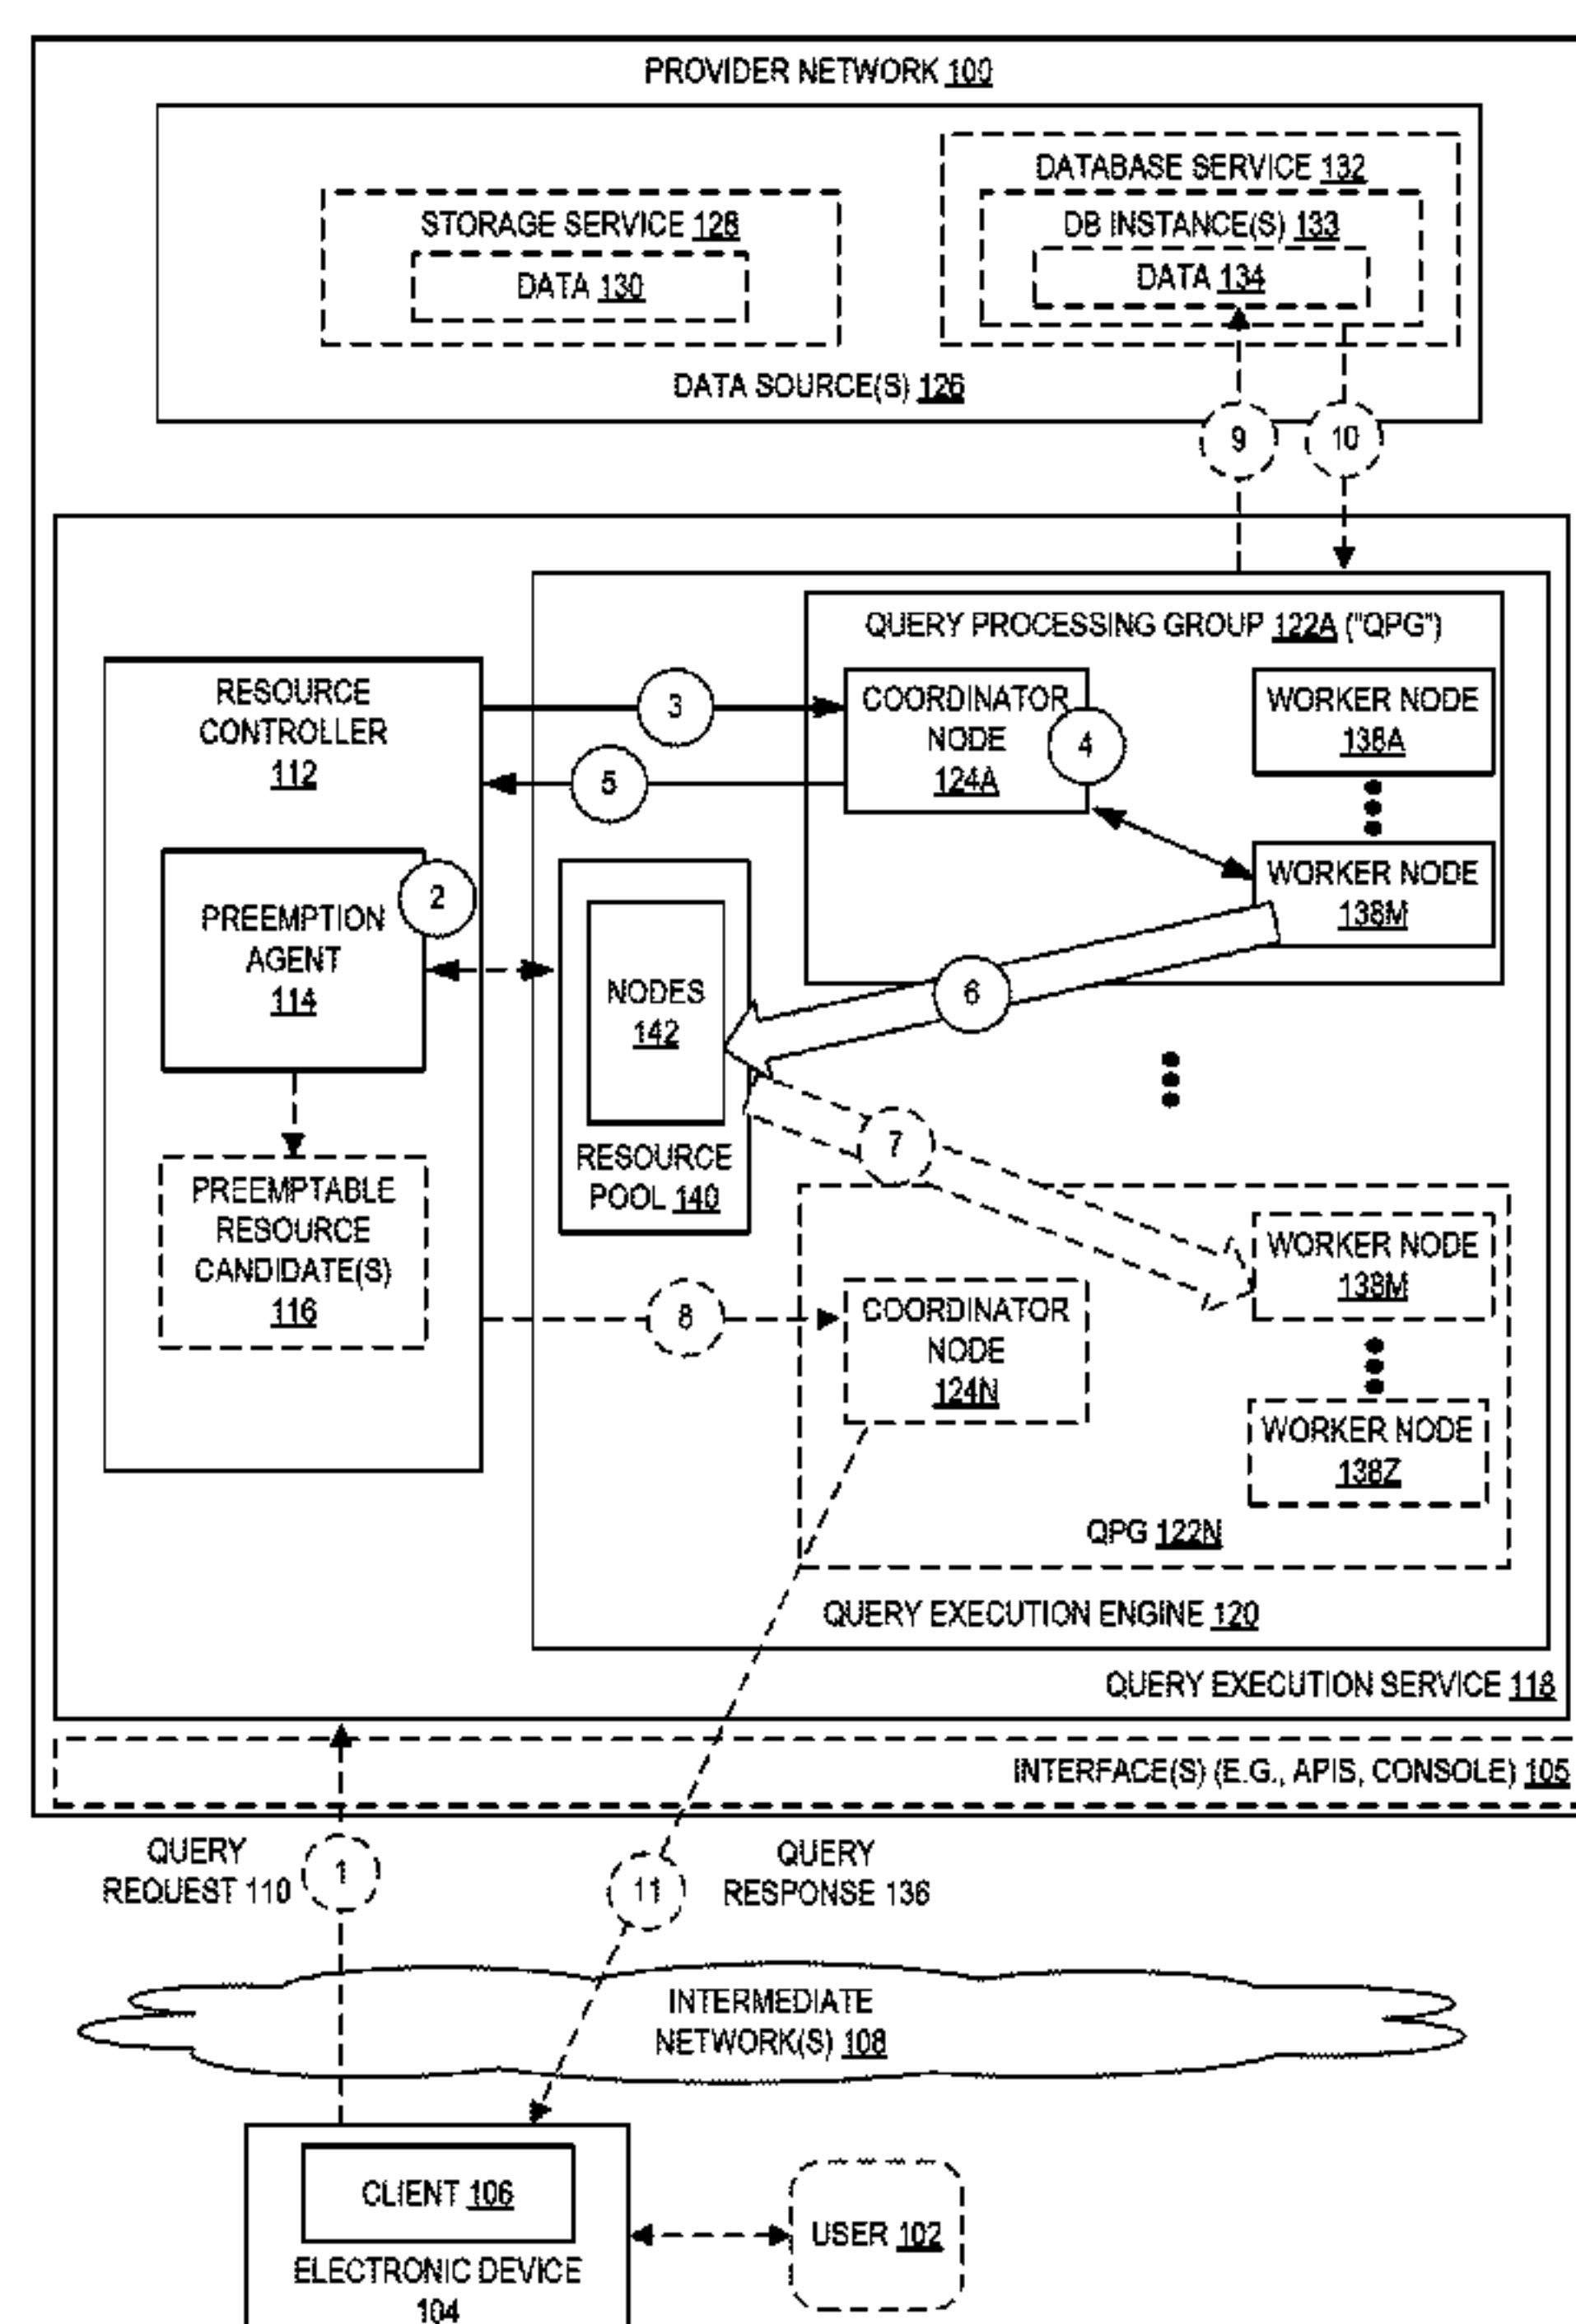 PROVIDER NETWORK 100
DATABASE SERVICE 132
STORAGE SERVICE 128
DB INSTANCE(S) 133
DATA 130
DATA 134
DATA SOURCE(S) 126
9
10
QUERY PROCESSING GROUP 122A ("QPG")
RESOURCE
CONTROLLER
112
3
5
COORDINATOR
NODE
124A
4
WORKER NODE
138A
WORKER NODE
138M
PREEMPTION
AGENT
114
2
NODES
142
6
RESOURCE
POOL 140
7
PREEMPTABLE
RESOURCE
CANDIDATE(S)
116
8
COORDINATOR
NODE
124N
WORKER NODE
138M
WORKER NODE
138Z
QPG 122N
QUERY EXECUTION ENGINE 120
QUERY EXECUTION SERVICE 118
INTERFACE(S) (E.G., APIS, CONSOLE) 105
QUERY
REQUEST 110
1
11
QUERY
RESPONSE 136
INTERMEDIATE
NETWORK(S) 108
CLIENT 106
USER 102
ELECTRONIC DEVICE
104